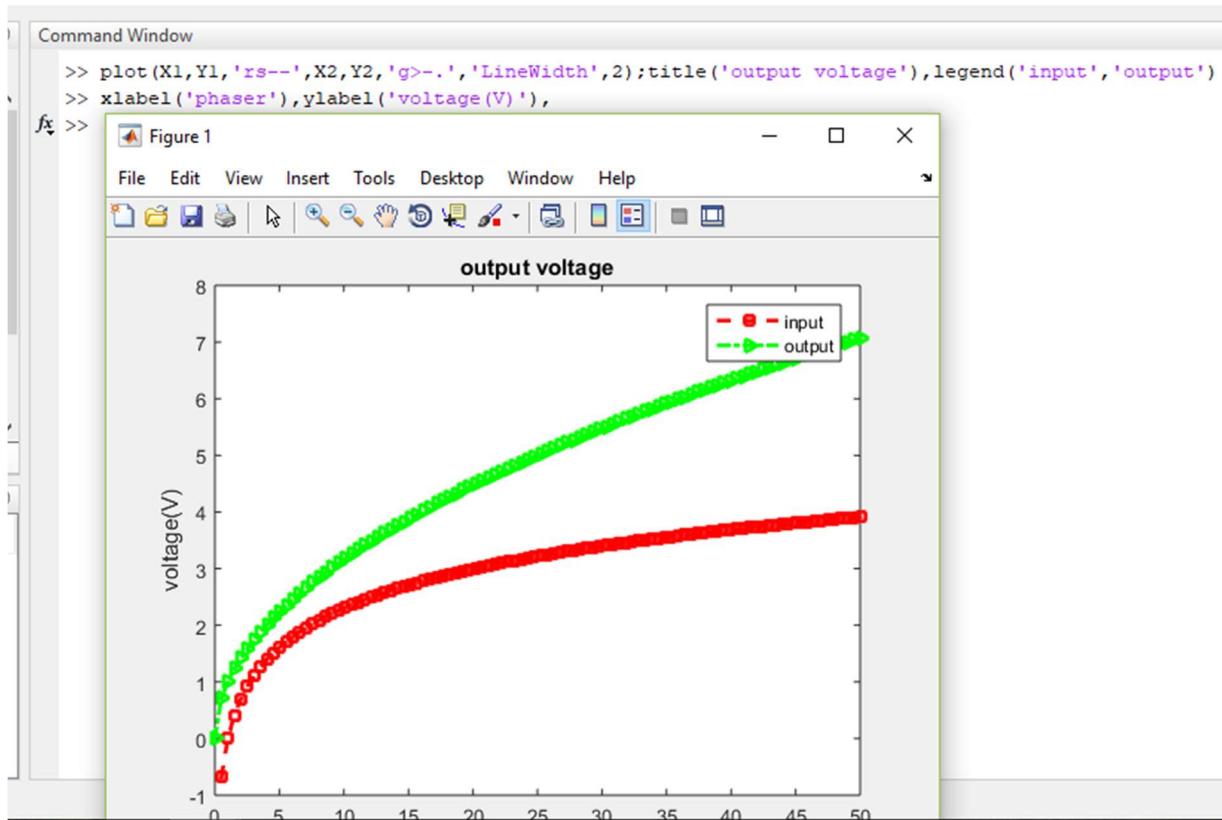 Command Window
>> plot(X1,Y1,'rs--',X2,Y2,'g>-.','LineWidth',2);title('output voltage'),legend('input','output')
>> xlabel('phaser'),ylabel('voltage(V)'),
fx >>
Figure 1
File Edit View Insert Tools Desktop Window Help
output voltage
8
7
6
5
4
3
2
1
0
-1
voltage(V)
input
output
0 5 10 15 20 25 30 35 40 45 50